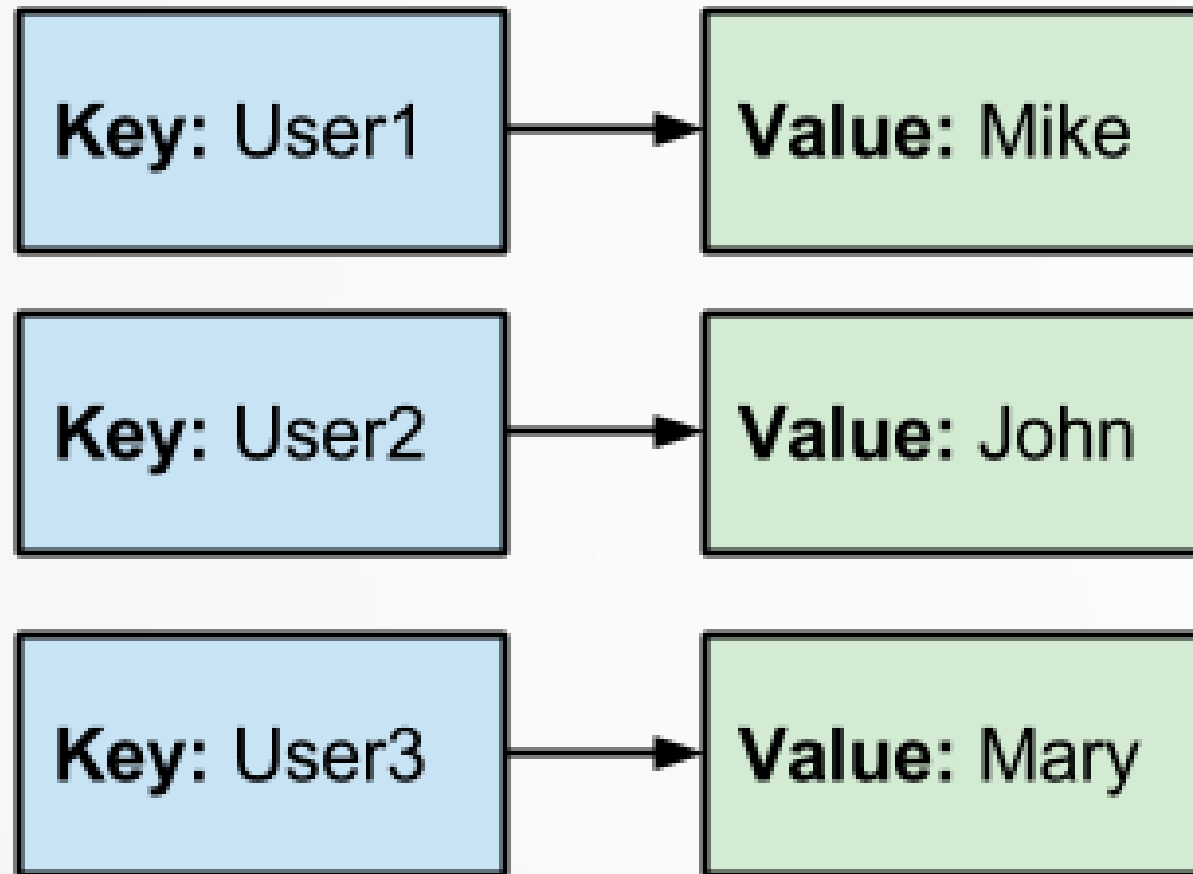 Key: User1
Value: Mike
Key: User2
Value: John
Key: User3
Value: Mary